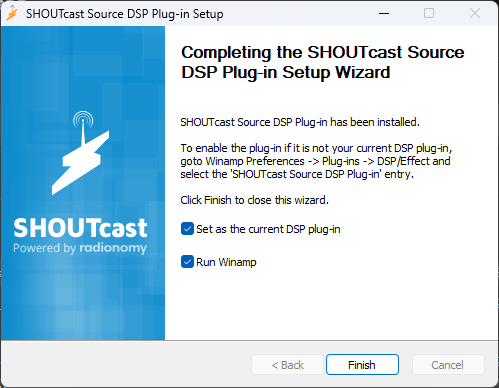 SHOUTcast Source DSP Plug-in Setup
Completing the SHOUTcast Source
DSP Plug-in Setup Wizard
SHOUTcast Source DSP Plug-in has been installed.
To enable the plug-in if it is not your current DSP plug-in,
goto Winamp Preferences -> Plug-ins -> DSP/Effect and
select the 'SHOUTcast Source DSP Plug-in' entry.
Click Finish to close this wizard.
SHOUTcast
Powered by radionomy
Set as the current DSP plug-in
Run Winamp
< Back
Finish
Cancel